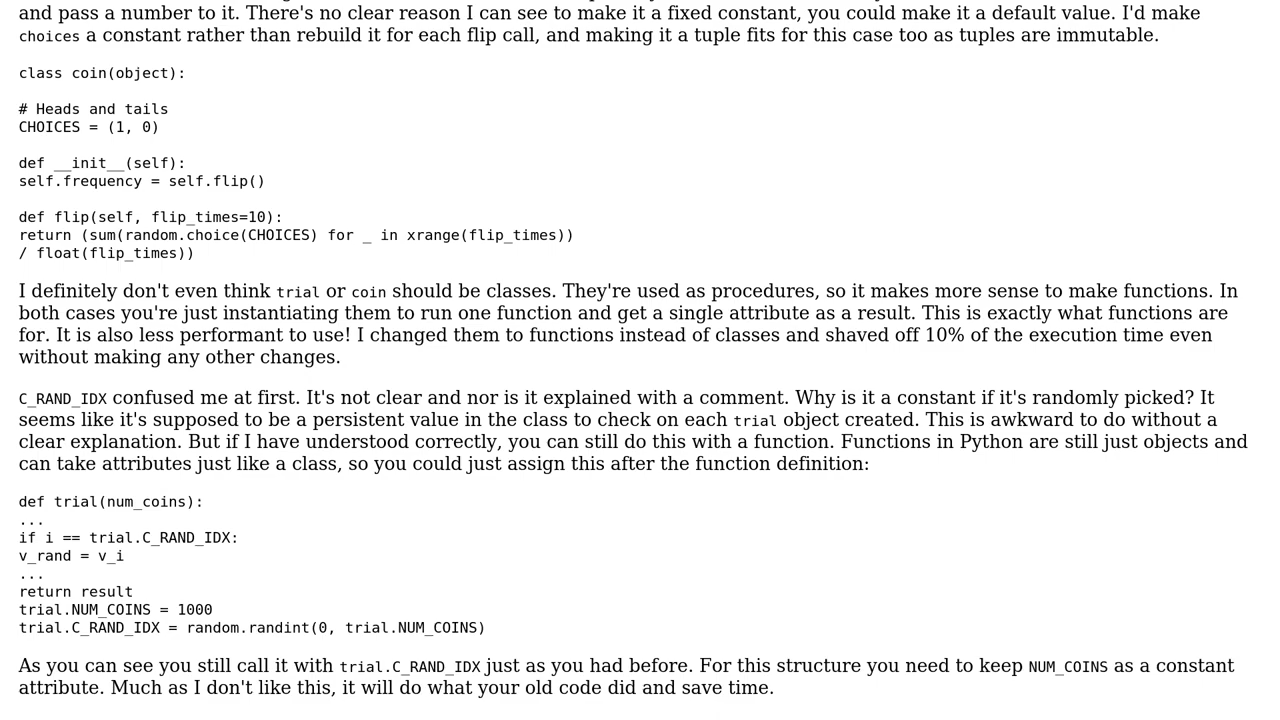 and pass a number to it. There's no clear reason I can see to make it a fixed constant, you could make it a default value. I'd make
choices a constant rather than rebuild it for each flip call, and making it a tuple fits for this case too as tuples are immutable.
class coin(object):
# Heads and tails
CHOICES = (1, 0)
def __init__(self):
self.frequency = self.flip()
def flip(self, flip_times=10):
return (sum(random.choice(CHOICES) for _ in xrange(flip_times))
/ float(flip_times))
I definitely don't even think trial or coin should be classes. They're used as procedures, so it makes more sense to make functions. In
both cases you're just instantiating them to run one function and get a single attribute as a result. This is exactly what functions are
for. It is also less performant to use! I changed them to functions instead of classes and shaved off 10% of the execution time even
without making any other changes.
C_RAND_IDX confused me at first. It's not clear and nor is it explained with a comment. Why is it a constant if it's randomly picked? It
seems like it's supposed to be a persistent value in the class to check on each trial object created. This is awkward to do without a
clear explanation. But if I have understood correctly, you can still do this with a function. Functions in Python are still just objects and
can take attributes just like a class, so you could just assign this after the function definition:
def trial(num_coins):
...
if i == trial.C_RAND_IDX:
v_rand = v_i
...
return result
trial.NUM_COINS = 1000
trial.C_RAND_IDX = random.randint(0, trial.NUM_COINS)
As you can see you still call it with trial.C_RAND_IDX just as you had before. For this structure you need to keep NUM_COINS as a constant
attribute. Much as I don't like this, it will do what your old code did and save time.